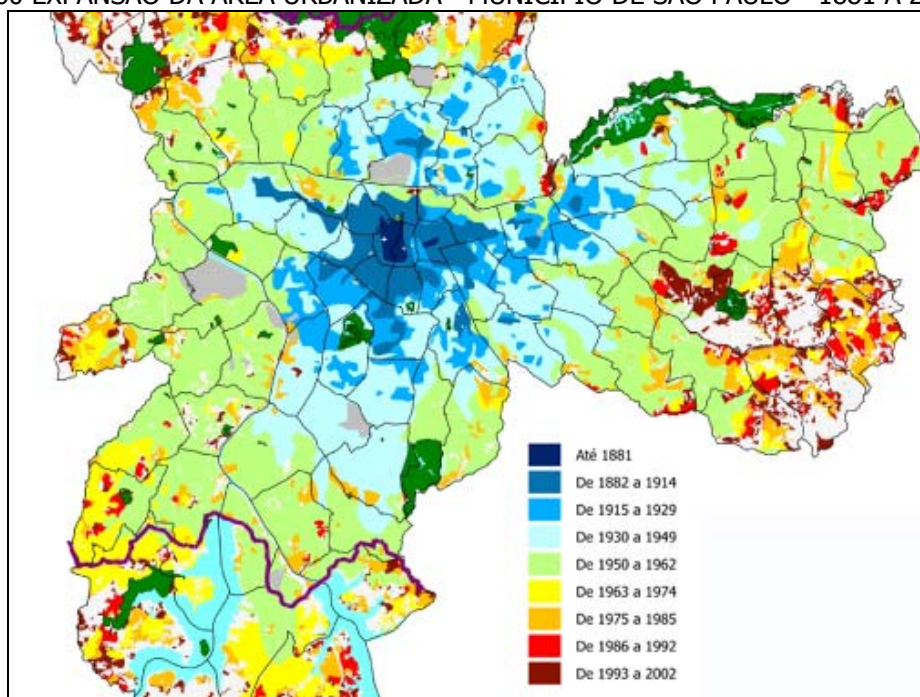 EXPANSÃO DA ÁREA URBANIZADA - MUNICÍPIO DE SÃO PAULO - 1881 A 2
Até 1881
De 1882 a 1914
De 1915 a 1929
De 1930 a 1949
De 1950 a 1962
De 1963 a 1974
De 1975 a 1985
De 1986 a 1992
De 1993 a 2002